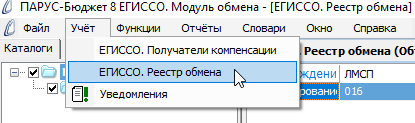 ПАРУС-Бюджет 8 ЕГИССО. Модуль обмена - [ЕГИССО. Реестр обмена]
Файл Учёт Функции Отчёты Словари Окно Справка
Каталоги
ЕГИССО. Получатели компенсации
Реестр обмена (Об
ЕГИССО. Реестр обмена
ЛМСП
Уведомления
016